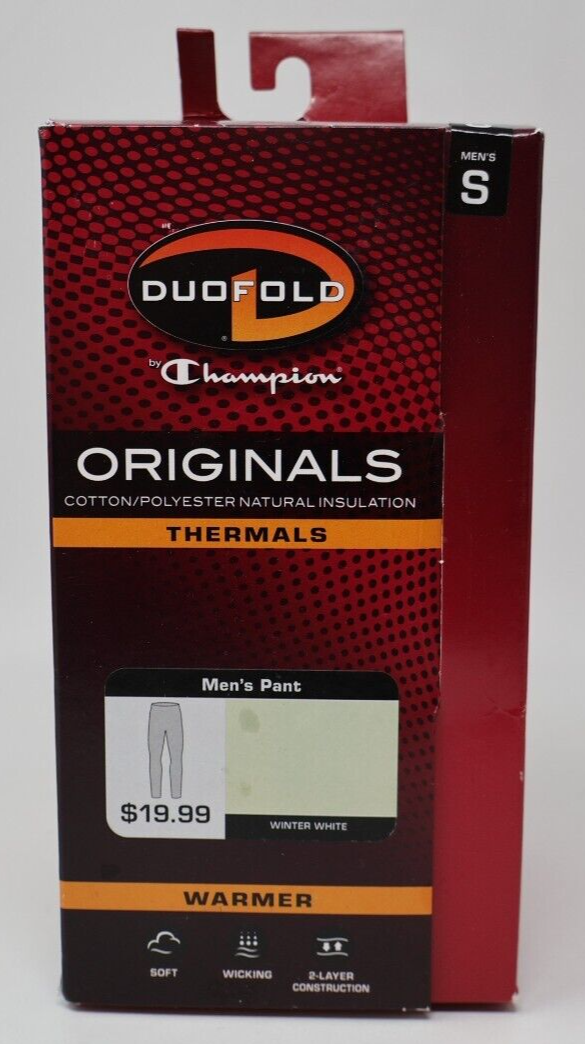 MEN'S
S
DUOFOLD
®
by Champion®
ORIGINALS
COTTON/POLYESTER NATURAL INSULATION
THERMALS
Men's Pant
$19.99
WINTER WHITE
WARMER
SOFT
WICKING
2-LAYER
CONSTRUCTION